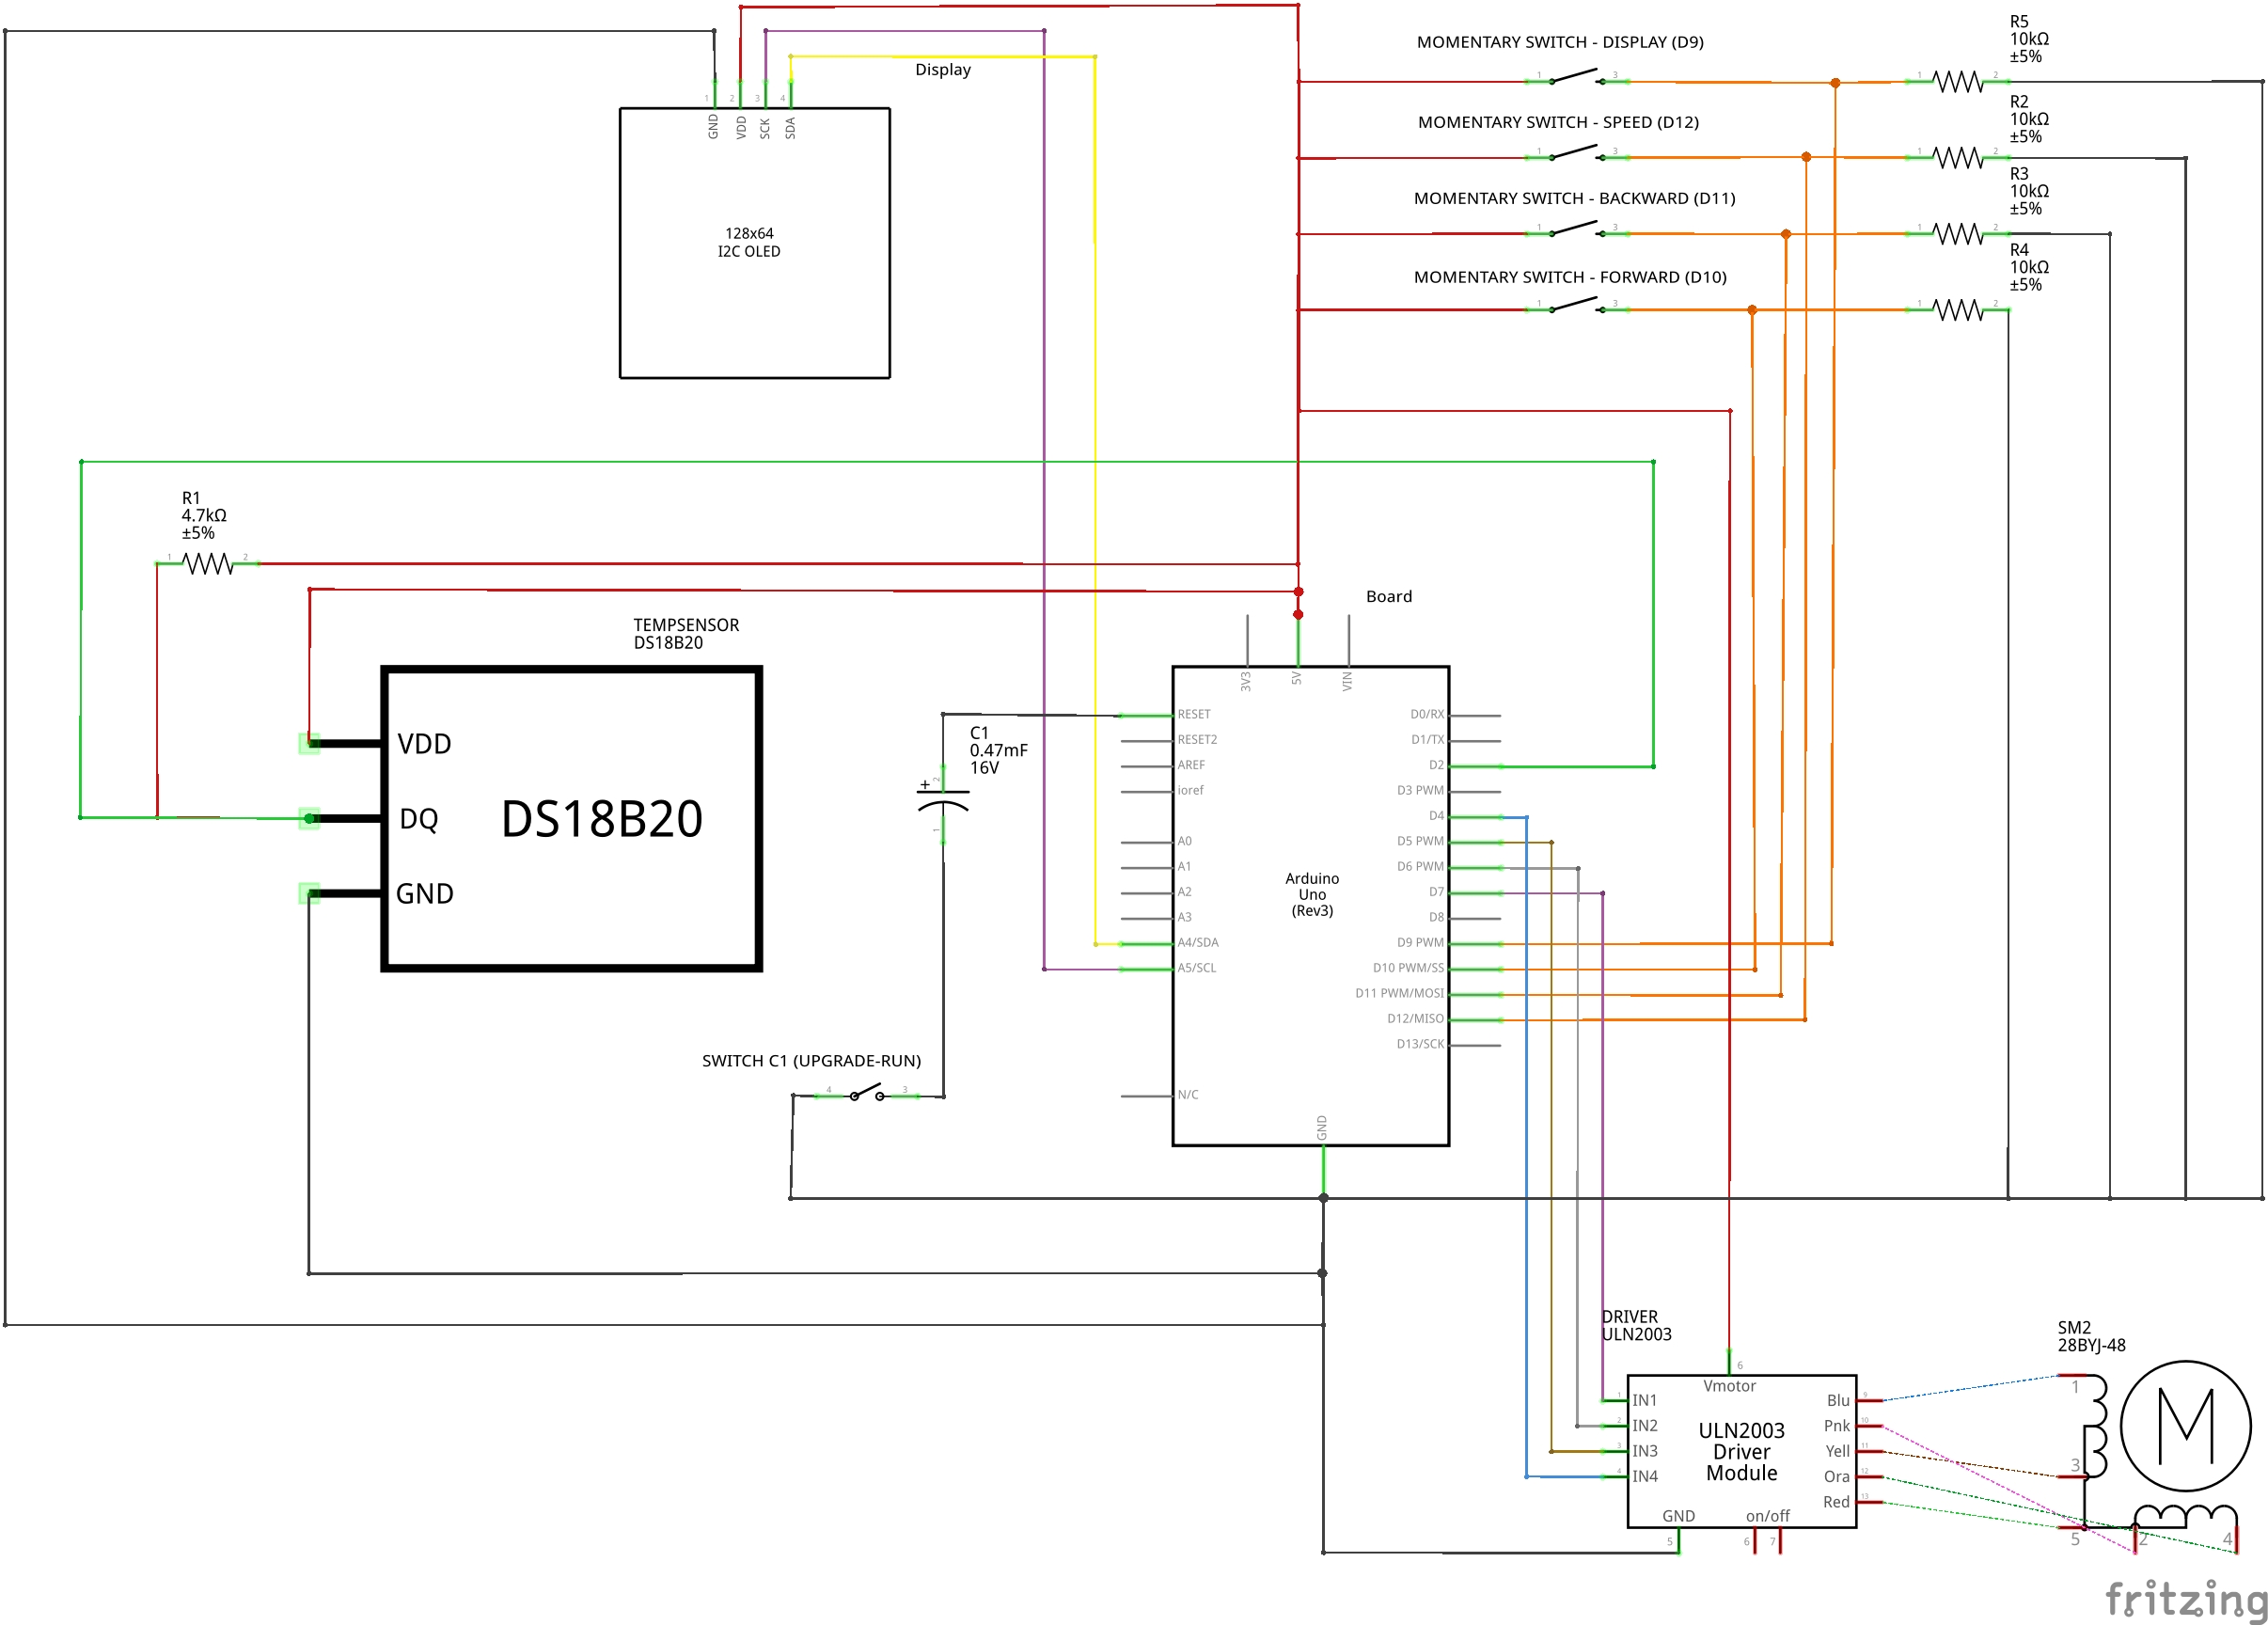 MOMENTARY SWITCH - DISPLAY (D9)
1
3
1
2
R5
10kΩ
±5%
Display
1
2
3
4
GND
VDD
SCK
SDA
128x64
I2C OLED
MOMENTARY SWITCH - SPEED (D12)
1
3
1
2
R2
10kΩ
±5%
MOMENTARY SWITCH - BACKWARD (D11)
1
3
1
2
R3
10kΩ
±5%
MOMENTARY SWITCH - FORWARD (D10)
1
3
1
2
R4
10kΩ
±5%
R1
4.7kΩ
±5%
1
2
TEMPSENSOR
DS18B20
VDD
DQ
GND
DS18B20
C1
0.47mF
16V
+
2
1
SWITCH C1 (UPGRADE-RUN)
4
3
Board
3V3
5V
VIN
RESET
RESET2
AREF
ioref
A0
A1
A2
A3
A4/SDA
A5/SCL
N/C
Arduino
Uno
(Rev3)
D0/RX
D1/TX
D2
D3 PWM
D4
D5 PWM
D6 PWM
D7
D8
D9 PWM
D10 PWM/SS
D11 PWM/MOSI
D12/MISO
D13/SCK
GND
DRIVER
ULN2003
6
Vmotor
1
IN1
2
IN2
3
IN3
4
IN4
ULN2003
Driver
Module
Blu
9
Pnk
10
Yell
11
Ora
12
Red
13
GND
on/off
5
6
7
SM2
28BYJ-48
1
3
5
2
4
M
fritzing